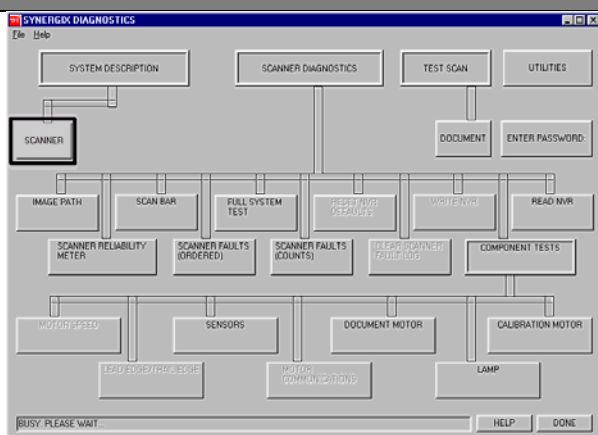 SYNERGIX DIAGNOSTICS
File Help
SYSTEM DESCRIPTION
SCANNER DIAGNOSTICS
TEST SCAN
UTILITIES
SCANNER
DOCUMENT
ENTER PASSWORD:
IMAGE PATH
SCAN BAR
FULL SYSTEM
TEST
RESET NVR
DEFAULTS
WRITE NVR
READ NVR
SCANNER RELIABILITY
METER
SCANNER FAULTS
(ORDERED)
SCANNER FAULTS
(COUNTS)
CLEAR SCANNER
FAULT LOG
COMPONENT TESTS
MOTOR SPEED
SENSORS
DOCUMENT MOTOR
CALIBRATION MOTOR
LEAD EDGE/TRAIL EDGE
MOTOR
COMMUNICATIONS
LAMP
BUSY. PLEASE WAIT...
HELP
DONE